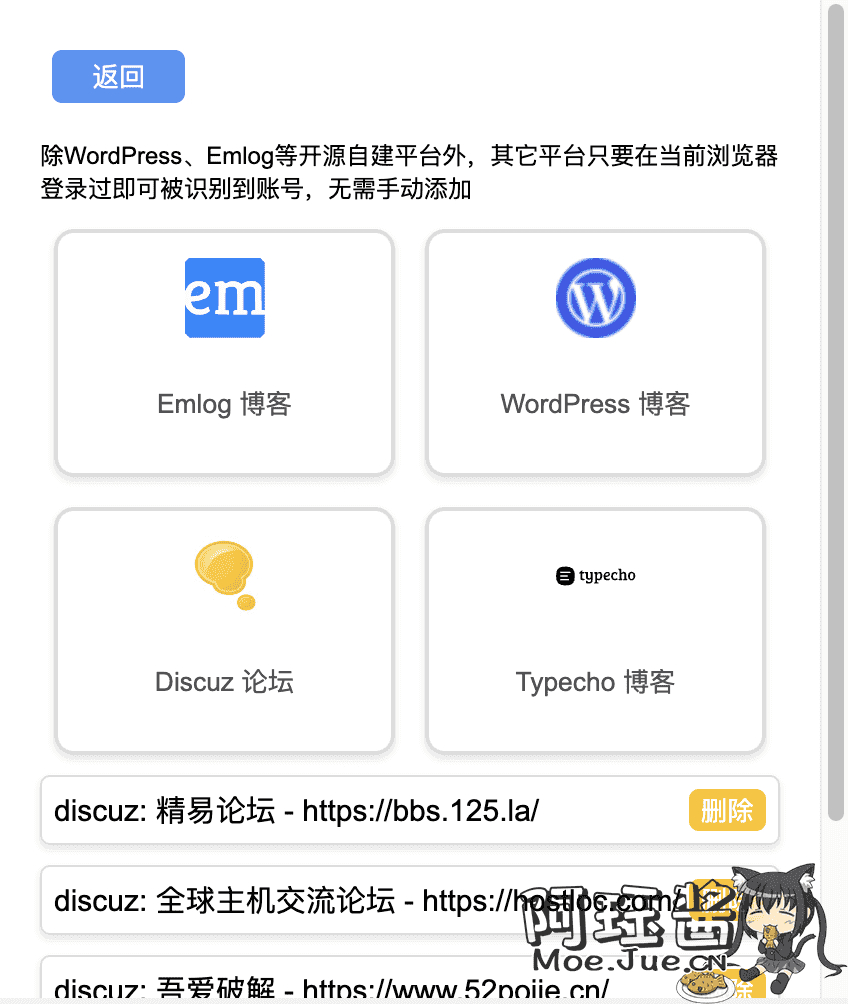 返回
除WordPress、Emlog等开源自建平台外，其它平台只要在当前浏览器
登录过即可被识别到账号，无需手动添加
em
W
Emlog 博客
WordPress 博客
typecho
Discuz 论坛
Typecho 博客
discuz: 精易论坛 - https://bbs.125.la/
删除
discuz: 全球主机交流论坛 - https://hostloc.com/
阿珏酱
12
discuz: 吾爱破解 - https://www.52pojie.cn/
Moe.Jue.CN